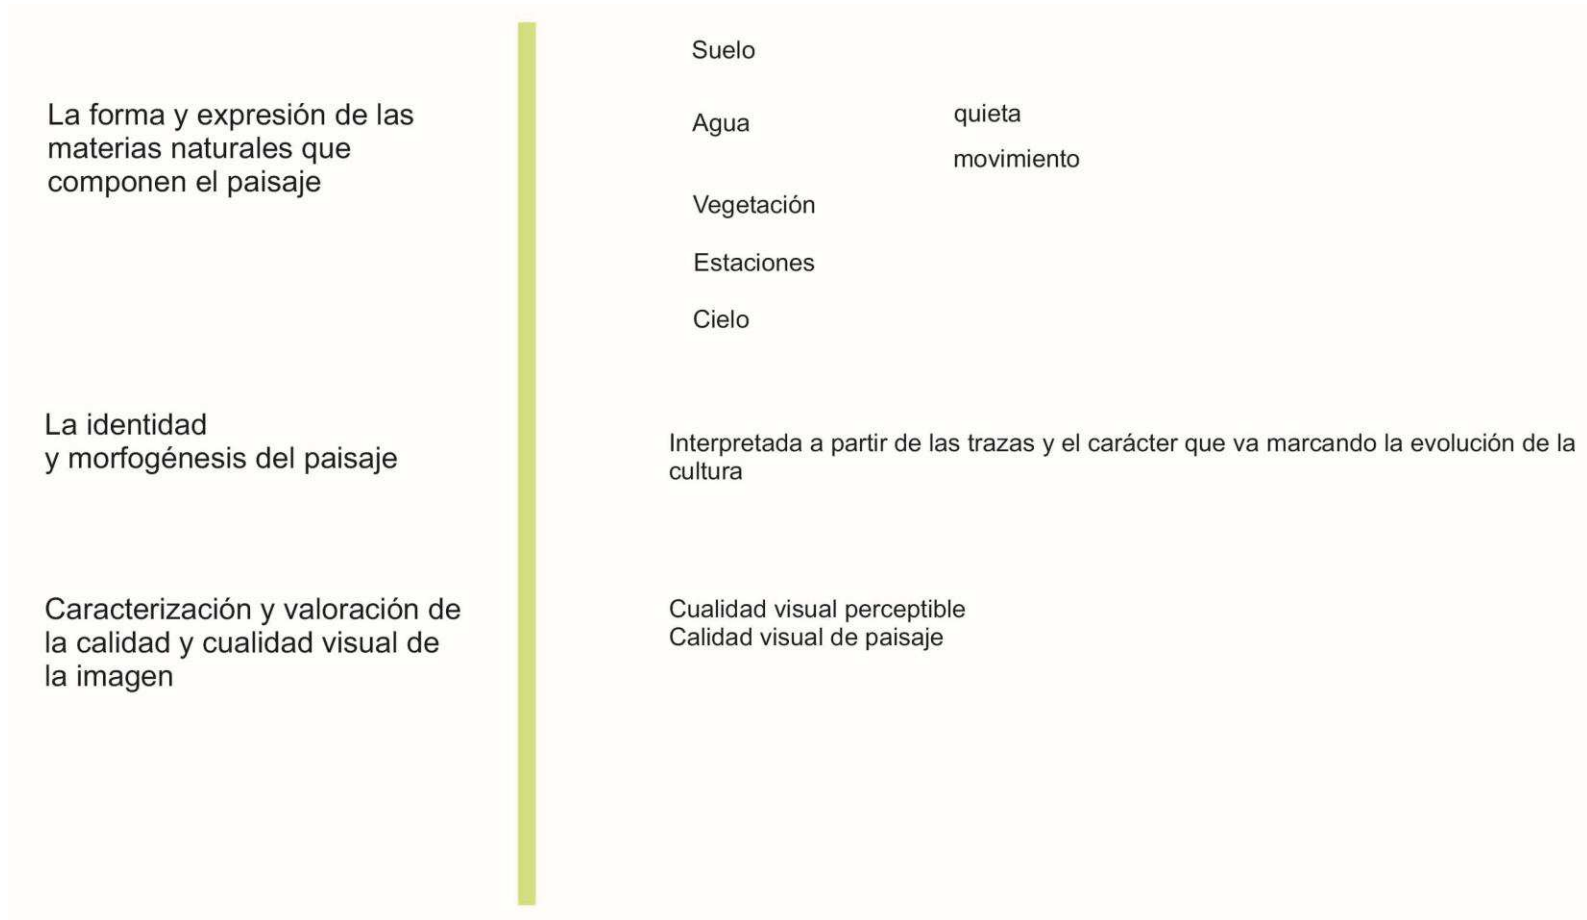 La forma y expresión de las
materias naturales que
componen el paisaje
Suelo
Agua
quieta
movimiento
Vegetación
Estaciones
Cielo
La identidad
y morfogénesis del paisaje
Interpretada a partir de las trazas y el carácter que va marcando la evolución de la
cultura
Caracterización y valoración de
la calidad y cualidad visual de
la imagen
Cualidad visual perceptible
Calidad visual de paisaje